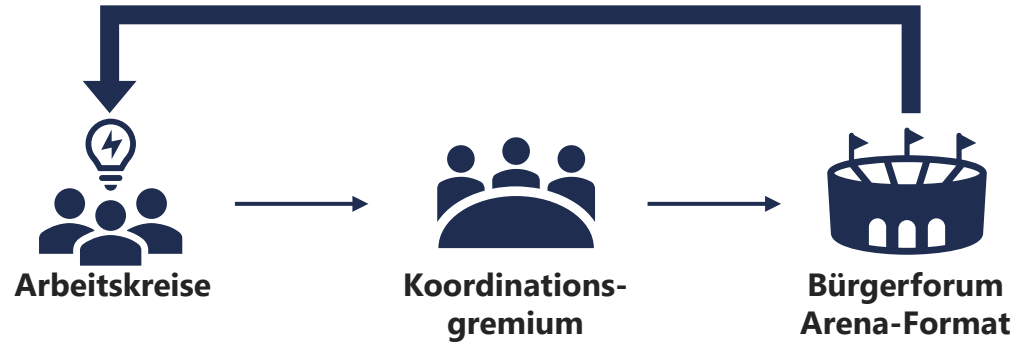 Arbeitskreise
Koordinations-
gremium
Bürgerforum
Arena-Format